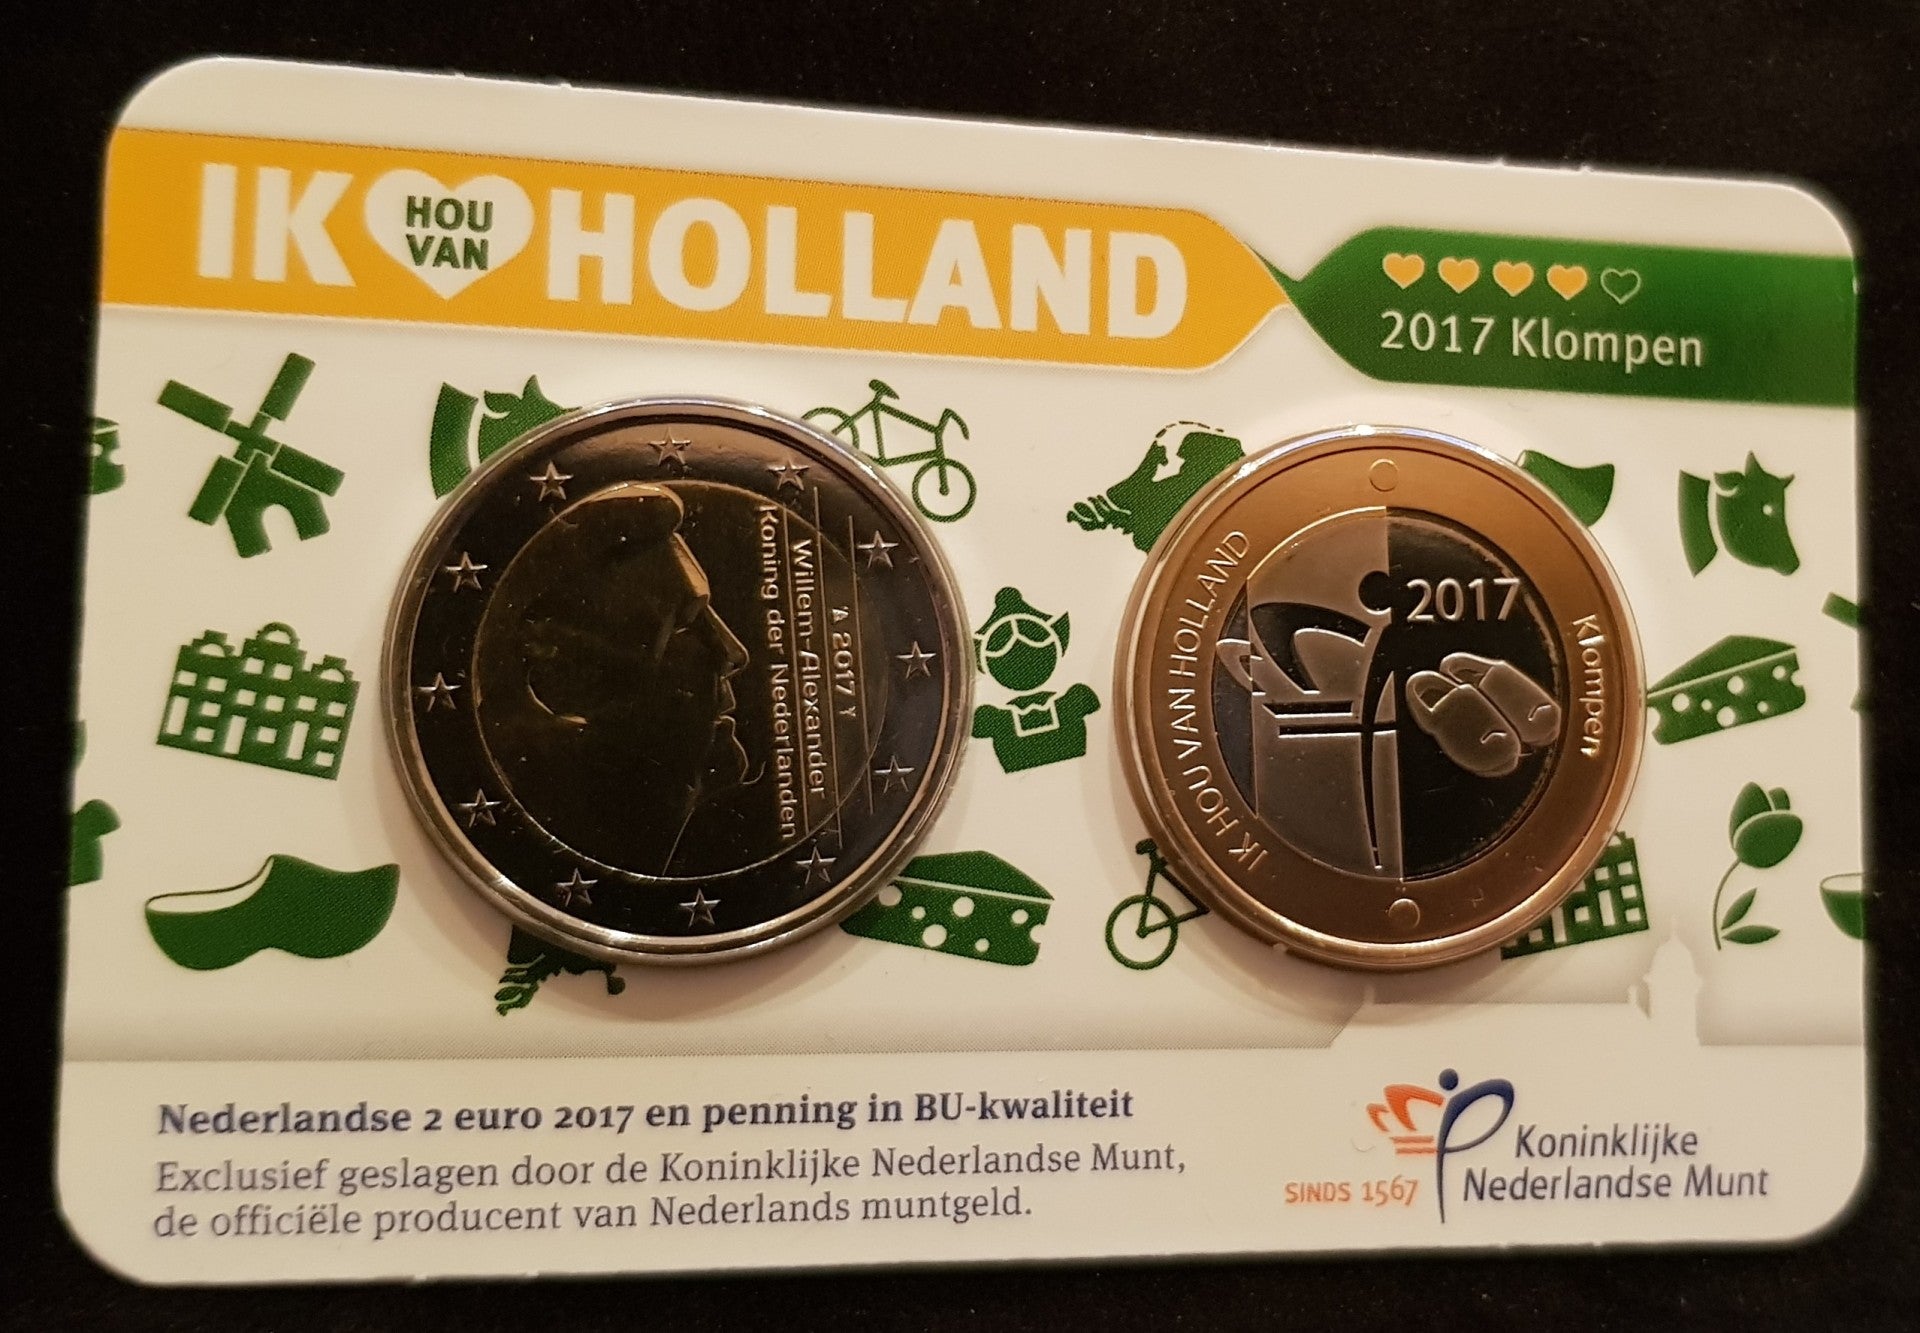 IK HOU VAN HOLLAND
2017 Klompen
2017
Willem-Alexander
Koning der Nederlanden
IK HOU VAN HOLLAND
2017
Klompen
Nederlandse 2 euro 2017 en penning in BU-kwaliteit
Exclusief geslagen door de Koninklijke Nederlandse Munt,
de officiële producent van Nederlands muntgeld.
SINDS 1567
Koninklijke
Nederlandse Munt